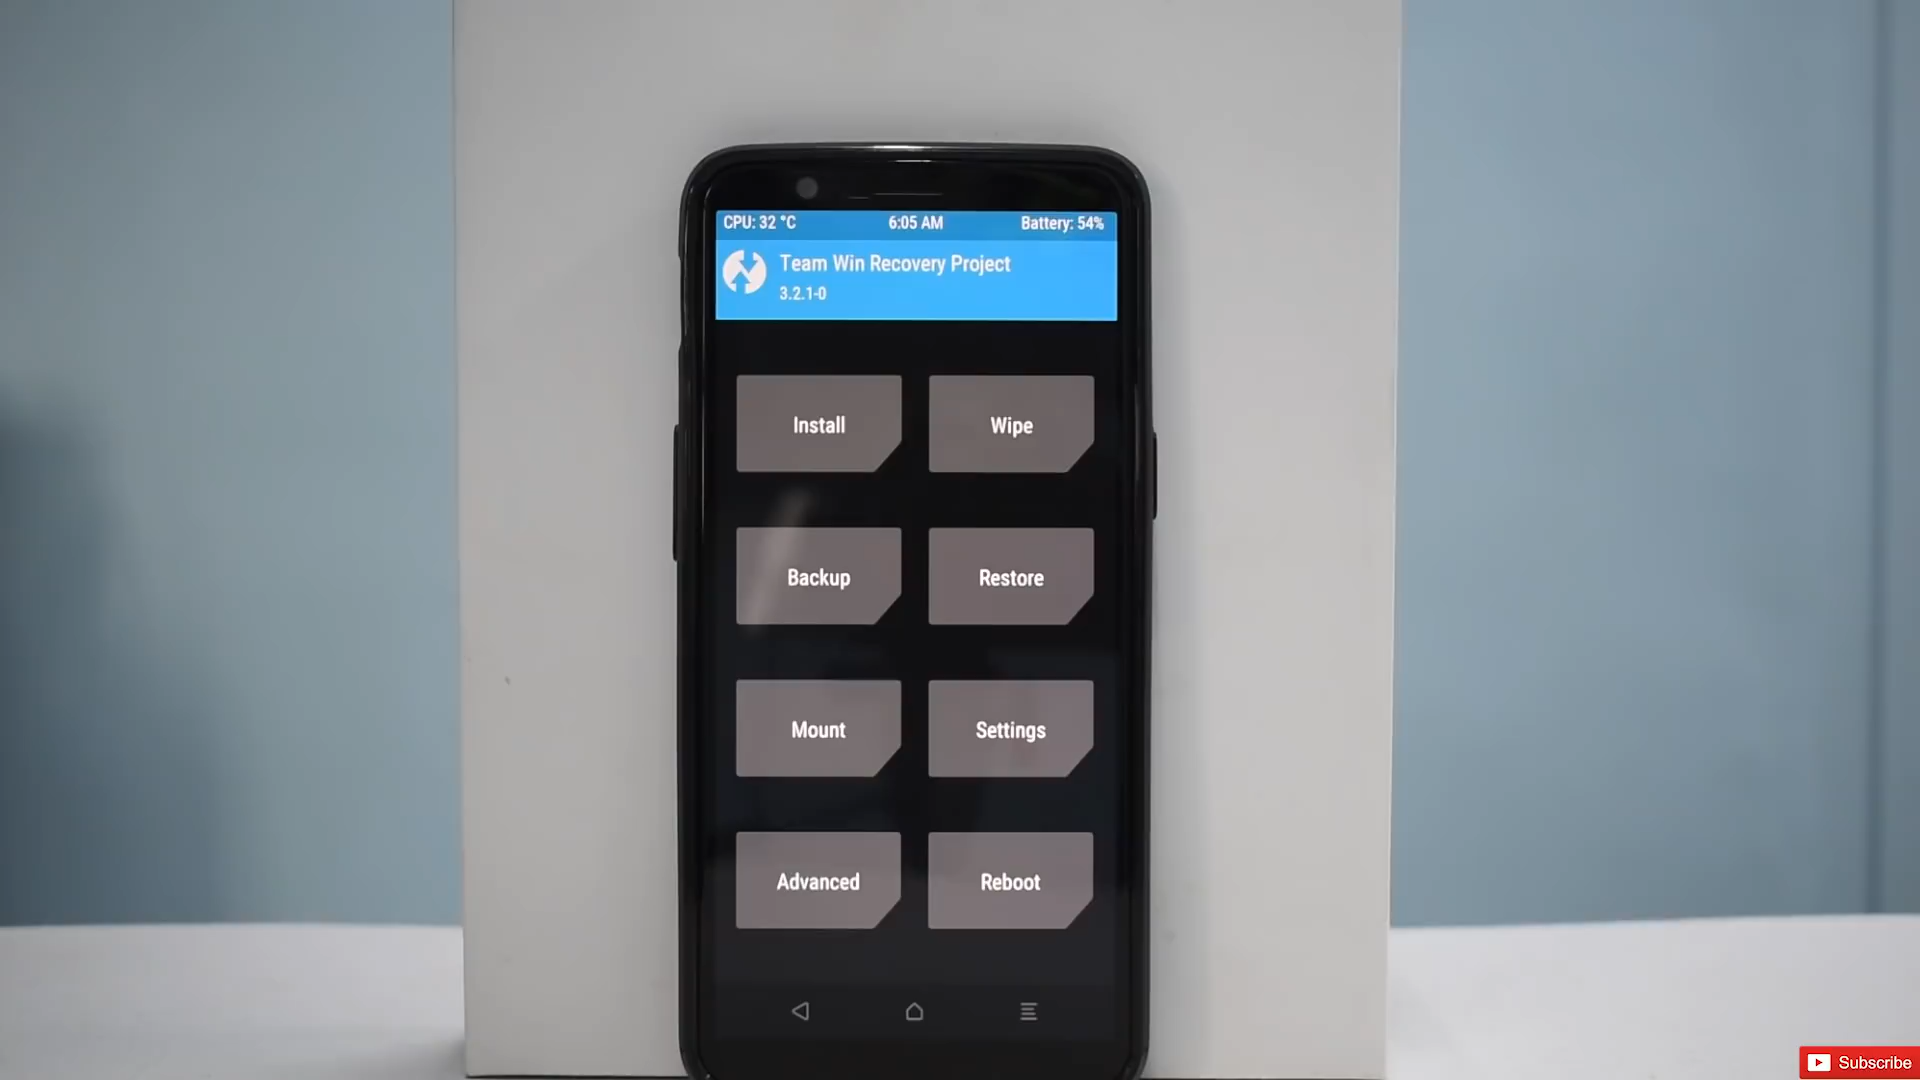 CPU: 32 °C 6:05 AM Battery: 54%
Team Win Recovery Project
3.2.1-0
Install Wipe
Backup Restore
Mount Settings
Advanced Reboot
Subscribe